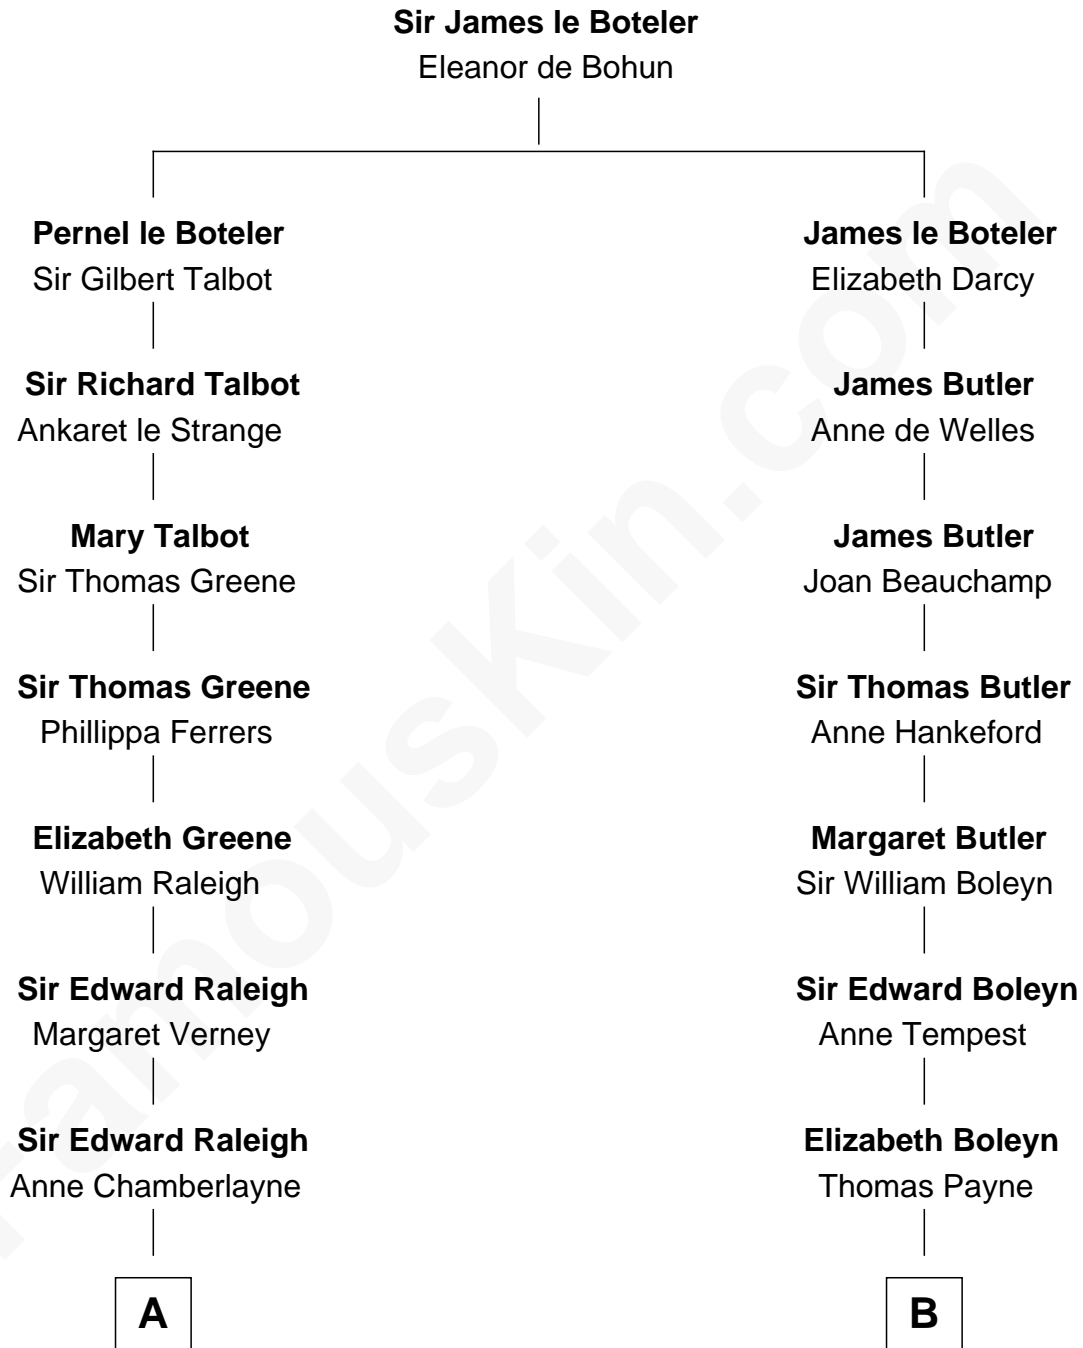 Sir James le Boteler
Eleanor de Bohun
Pernel le Boteler
Sir Gilbert Talbot
James le Boteler
Elizabeth Darcy
Sir Richard Talbot
Ankaret le Strange
James Butler
Anne de Welles
Mary Talbot
Sir Thomas Greene
James Butler
Joan Beauchamp
Sir Thomas Greene
Phillippa Ferrers
Sir Thomas Butler
Anne Hankeford
Elizabeth Greene
William Raleigh
Margaret Butler
Sir William Boleyn
Sir Edward Raleigh
Margaret Verney
Sir Edward Boleyn
Anne Tempest
Sir Edward Raleigh
Anne Chamberlayne
Elizabeth Boleyn
Thomas Payne
A
B
FamousKin.com